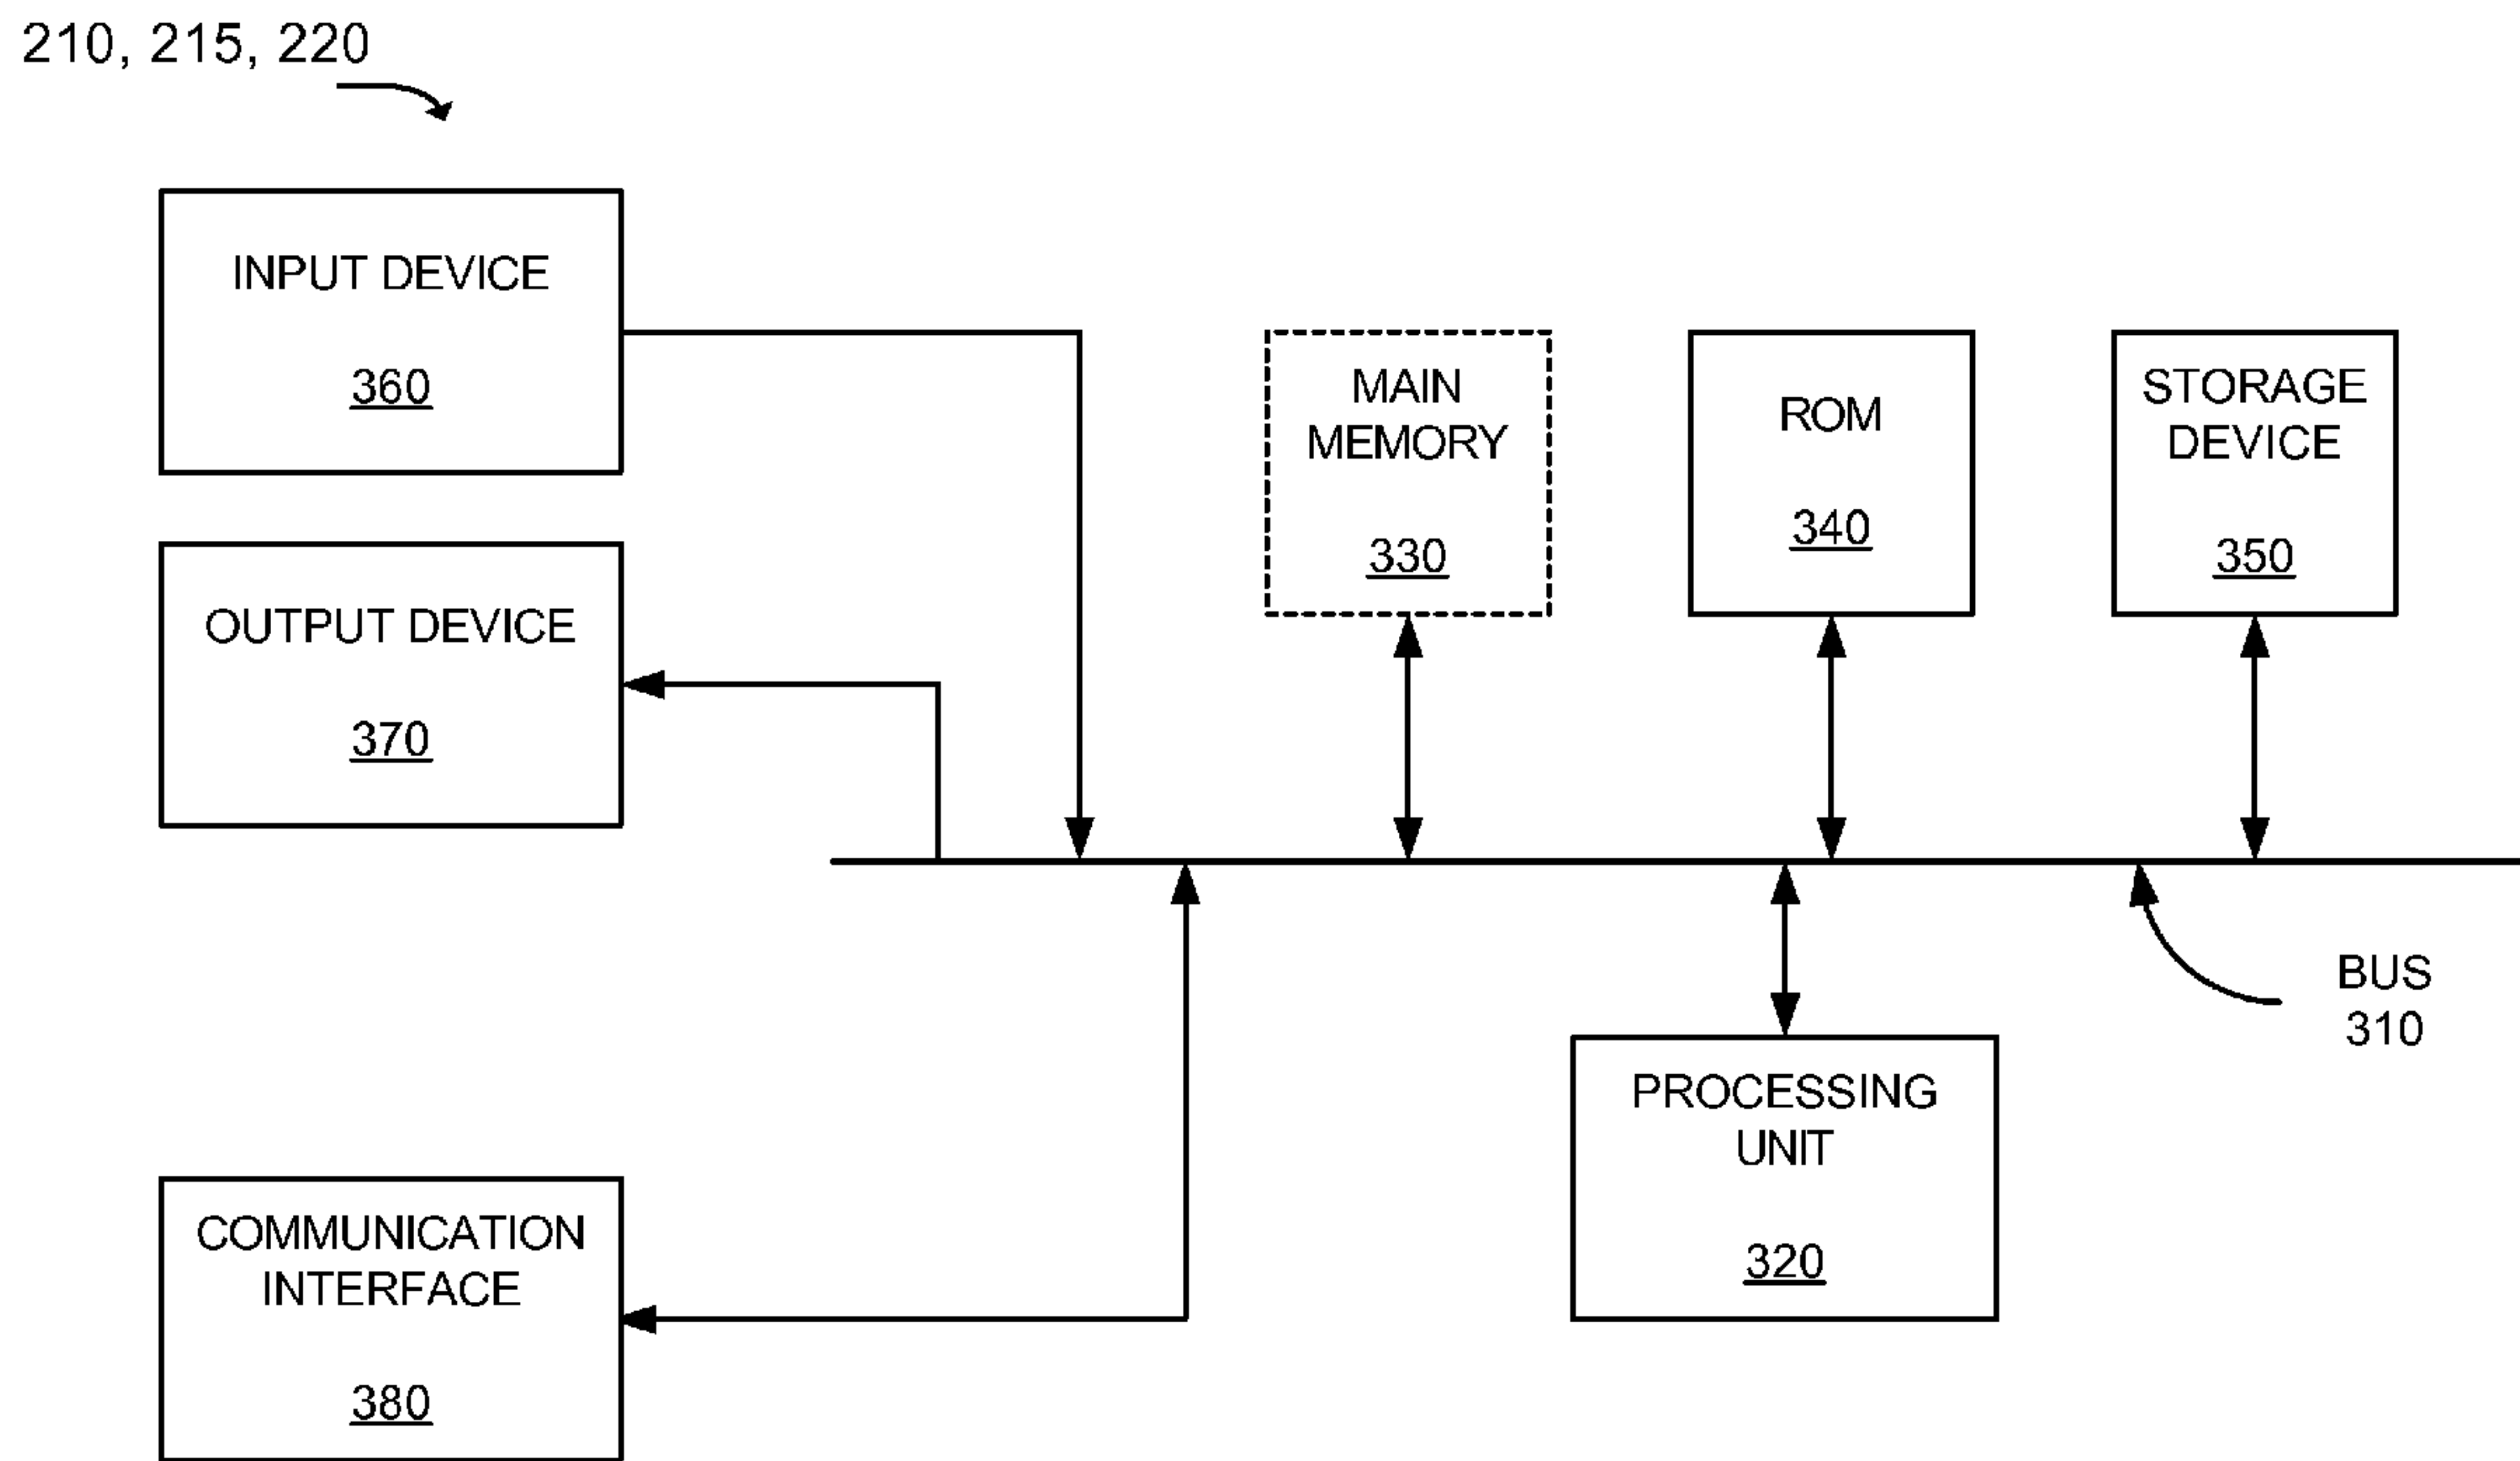 210, 215, 220
INPUT DEVICE
360
OUTPUT DEVICE
370
MAIN
MEMORY
330
ROM
340
STORAGE
DEVICE
350
BUS
310
PROCESSING
UNIT
320
COMMUNICATION
INTERFACE
380